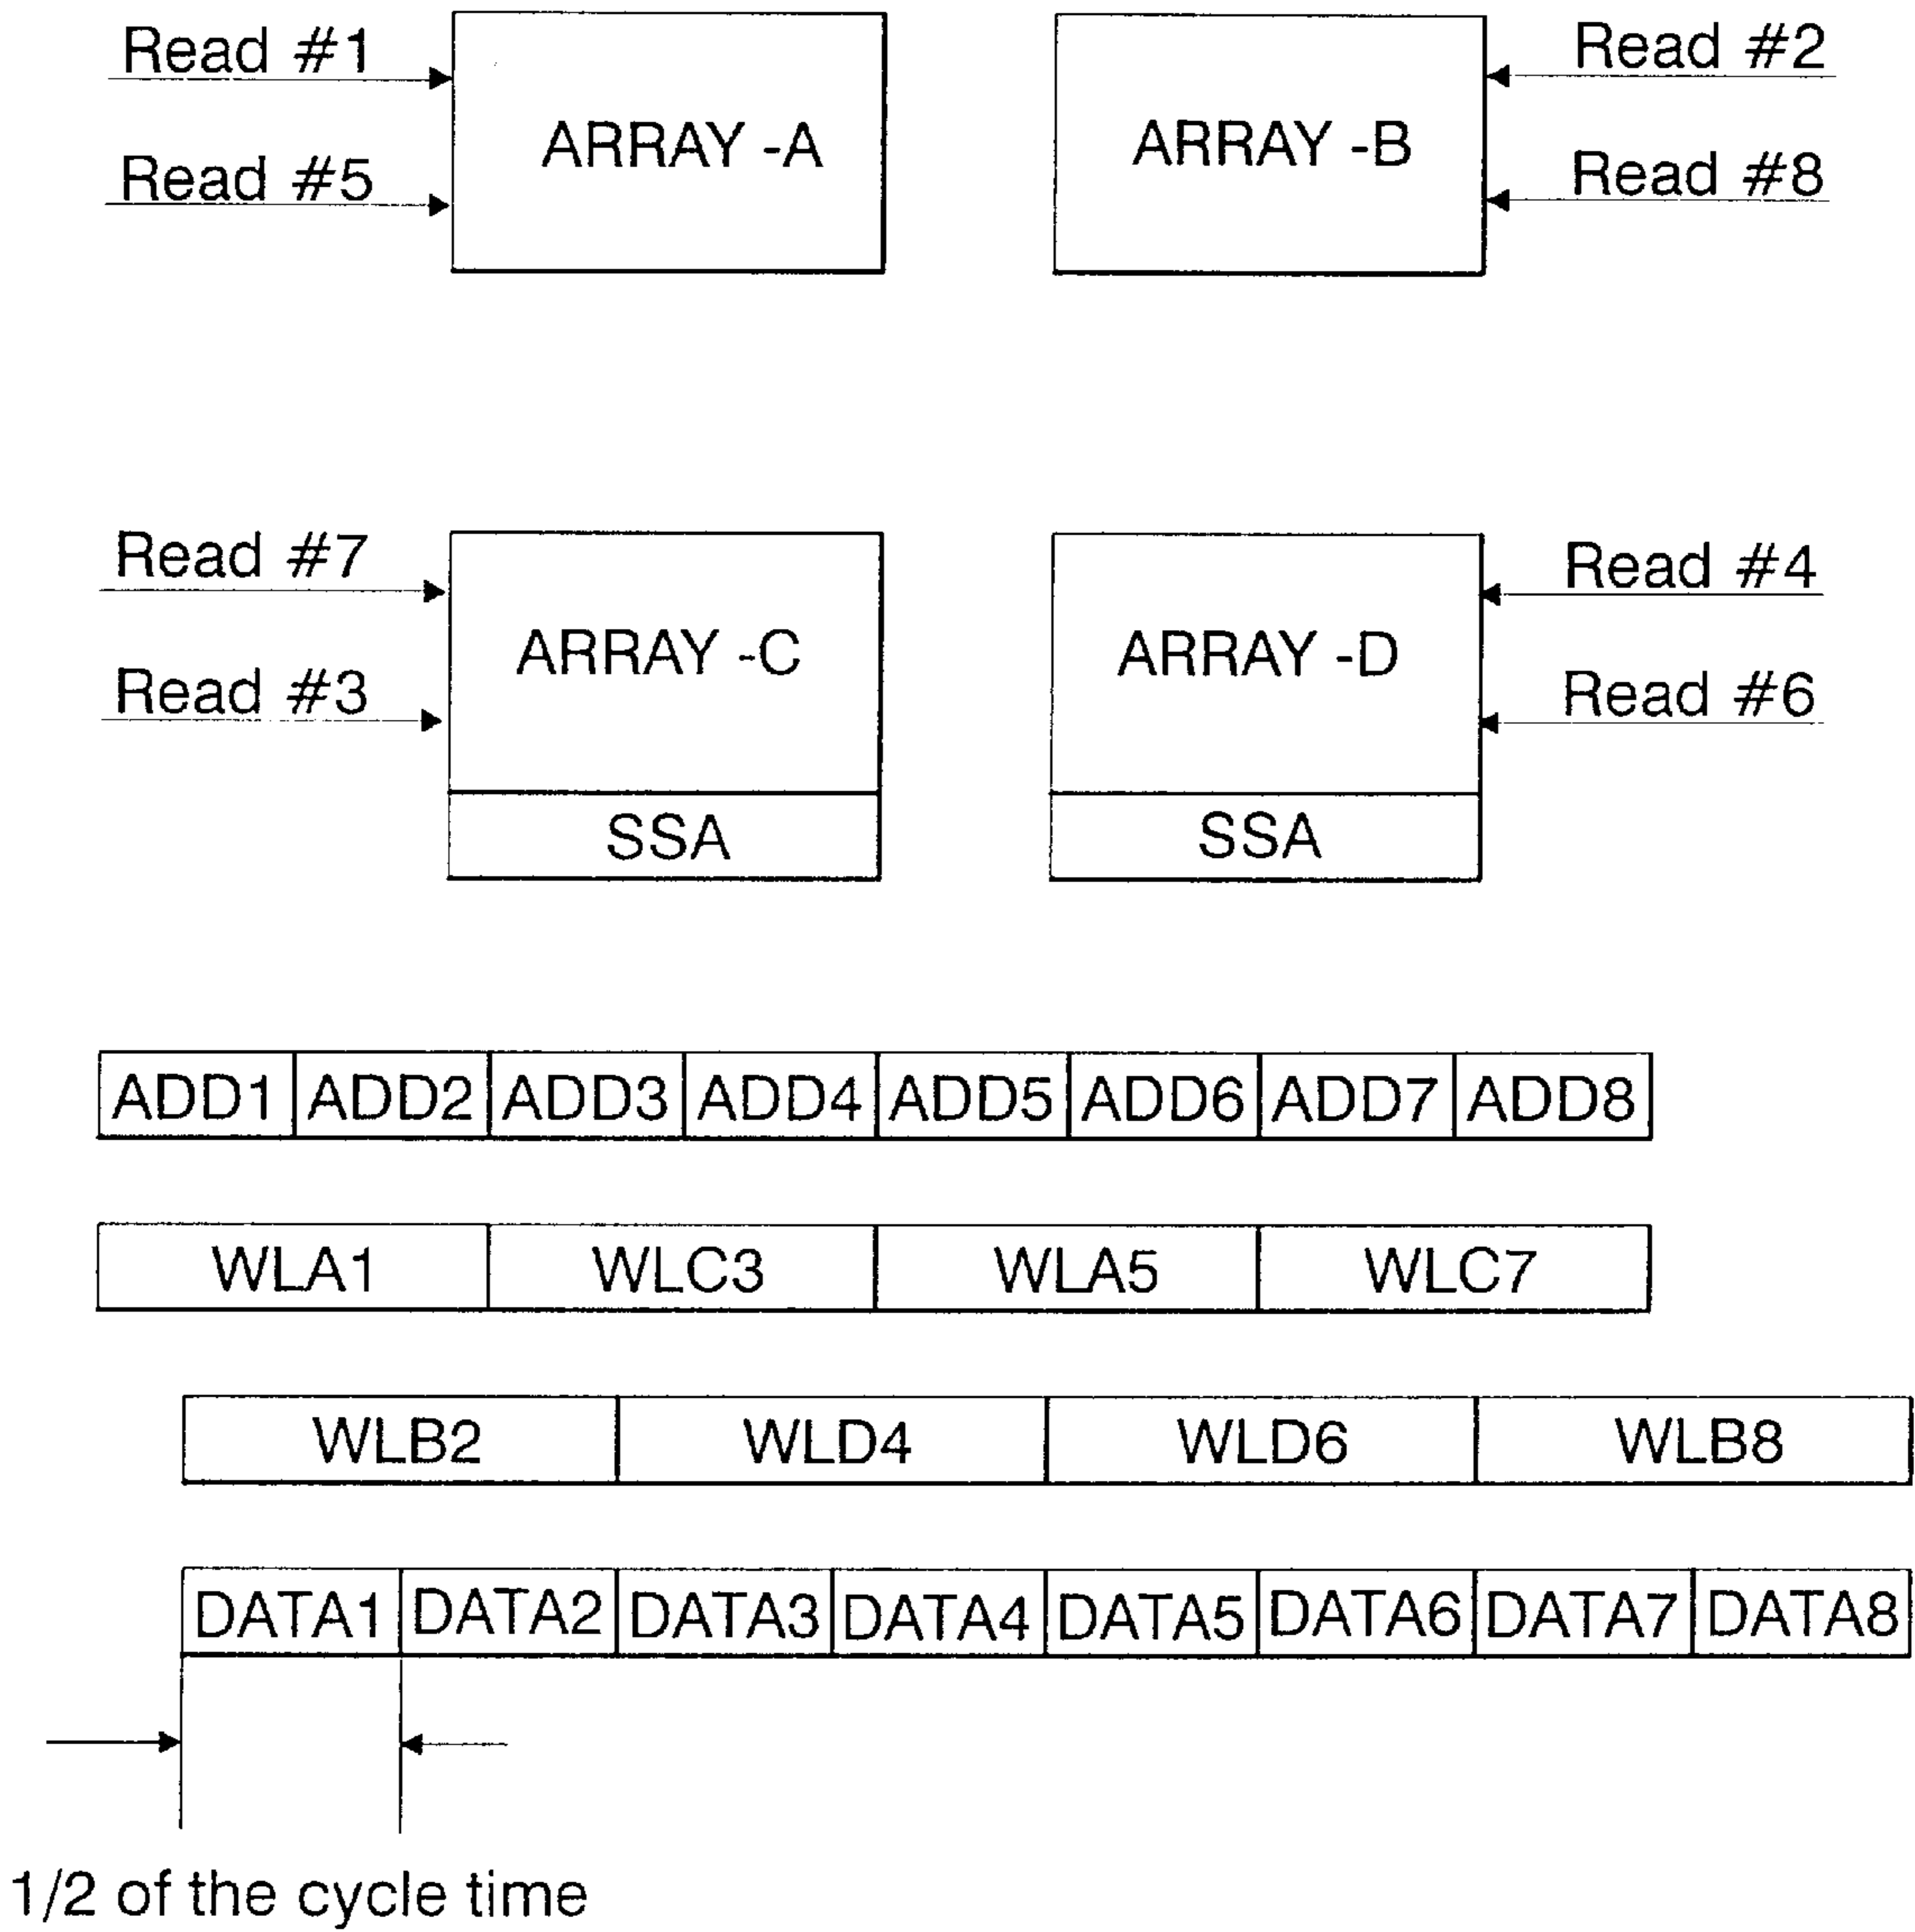 Read #1
Read #2
ARRAY -A
ARRAY -B
Read #5
Read #8
Read #7
Read #4
ARRAY -C
ARRAY -D
Read #3
Read #6
SSA
SSA
ADD1 ADD2 ADD3 ADD4 ADD5 ADD6 ADD7 ADD8
WLA1 WLC3 WLA5 WLC7
WLB2 WLD4 WLD6 WLB8
DATA1 DATA2 DATA3 DATA4 DATA5 DATA6 DATA7 DATA8
1/2 of the cycle time